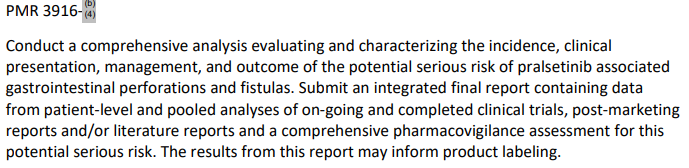 PMR 3916-(b)(4)
Conduct a comprehensive analysis evaluating and characterizing the incidence, clinical
presentation, management, and outcome of the potential serious risk of pralsetinib associated
gastrointestinal perforations and fistulas. Submit an integrated final report containing data
from patient-level and pooled analyses of on-going and completed clinical trials, post-marketing
reports and/or literature reports and a comprehensive pharmacovigilance assessment for this
potential serious risk. The results from this report may inform product labeling.